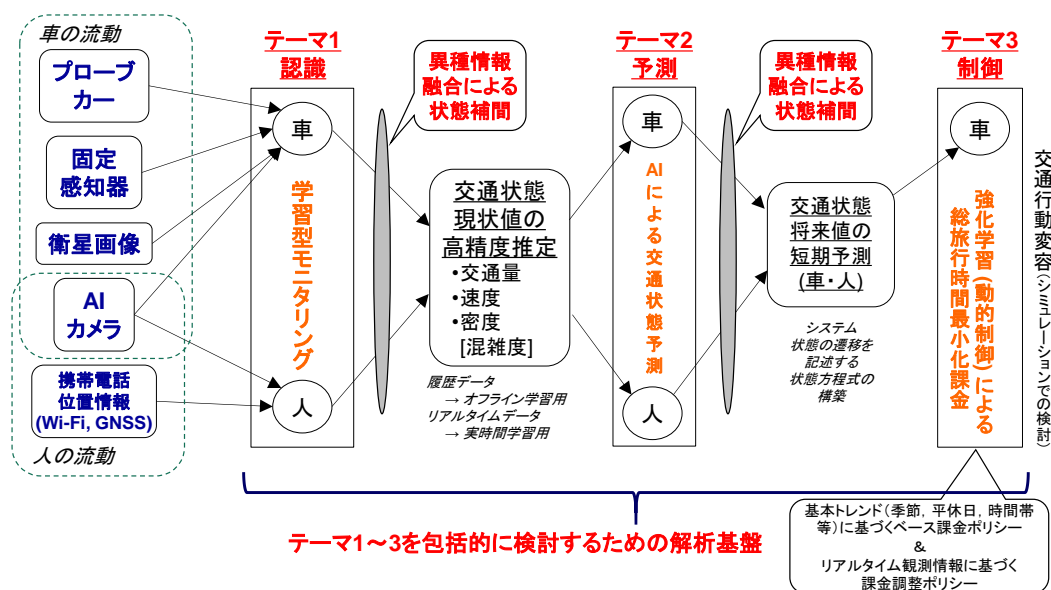 車の流動
プローブ
カー
固定
感知器
衛星画像
AI
カメラ
携帯電話
位置情報
(Wi-Fi, GNSS)
人の流動
テーマ1
認識
車
学習型モニタリング
人
異種情報
融合による
状態補間
交通状態
現状値の
高精度推定
•交通量
•速度
•密度
[混雑度]
履歴データ
→ オフライン学習用
リアルタイムデータ
→ 実時間学習用
テーマ2
予測
車
AIによる交通状態予測
人
異種情報
融合による
状態補間
交通状態
将来値の
短期予測
(車・人)
システム
状態の遷移を
記述する
状態方程式の
構築
テーマ3
制御
車
強化学習(動的制御)による
総旅行時間最小化課金
交通行動変容(シミュレーションでの検討)
テーマ1～3を包括的に検討するための解析基盤
基本トレンド(季節, 平休日, 時間帯
等)に基づくベース課金ポリシー
&
リアルタイム観測情報に基づく
課金調整ポリシー